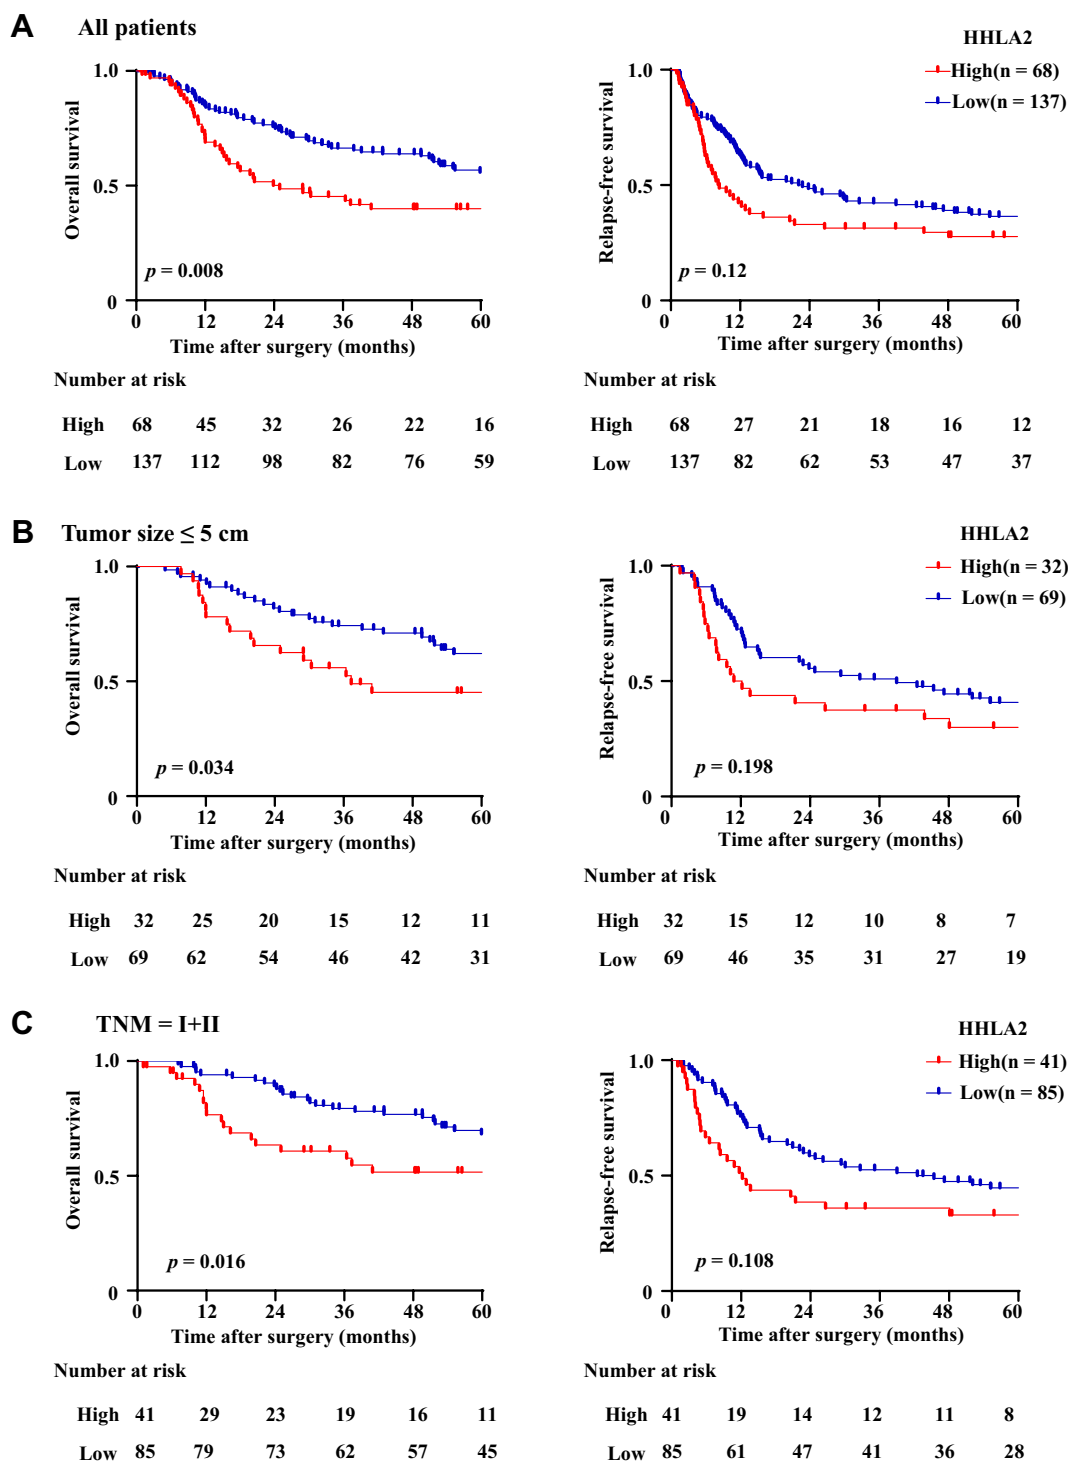 A All patients
HHLA2
High(n = 68)
Low(n = 137)
Overall survival
1.0
0.5
0
p = 0.008
0 12 24 36 48 60
Time after surgery (months)
Number at risk
High 68 45 32 26 22 16
Low 137 112 98 82 76 59
Relapse-free survival
1.0
0.5
0
p = 0.12
0 12 24 36 48 60
Time after surgery (months)
Number at risk
High 68 27 21 18 16 12
Low 137 82 62 53 47 37
B Tumor size ≤ 5 cm
HHLA2
High(n = 32)
Low(n = 69)
Overall survival
1.0
0.5
0
p = 0.034
0 12 24 36 48 60
Time after surgery (months)
Number at risk
High 32 25 20 15 12 11
Low 69 62 54 46 42 31
Relapse-free survival
1.0
0.5
0
p = 0.198
0 12 24 36 48 60
Time after surgery (months)
Number at risk
High 32 15 12 10 8 7
Low 69 46 35 31 27 19
C TNM = I+II
HHLA2
High(n = 41)
Low(n = 85)
Overall survival
1.0
0.5
0
p = 0.016
0 12 24 36 48 60
Time after surgery (months)
Number at risk
High 41 29 23 19 16 11
Low 85 79 73 62 57 45
Relapse-free survival
1.0
0.5
0
p = 0.108
0 12 24 36 48 60
Time after surgery (months)
Number at risk
High 41 19 14 12 11 8
Low 85 61 47 41 36 28